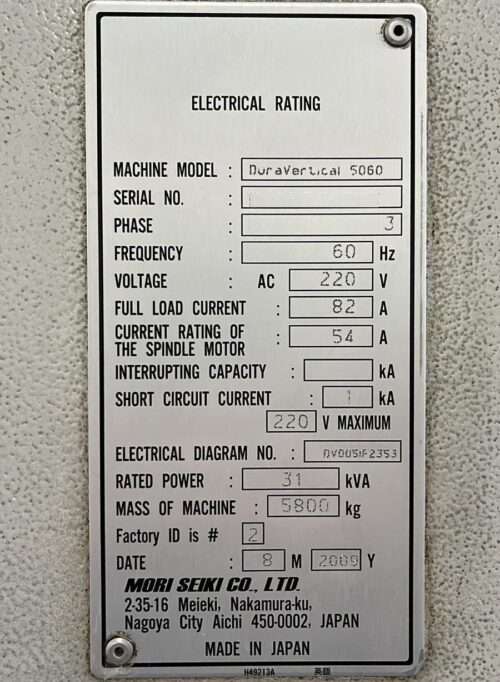 ELECTRICAL RATING
MACHINE MODEL : DuraVertical 5060
SERIAL NO. :
PHASE : 3
FREQUENCY : 60 Hz
VOLTAGE : AC 220 V
FULL LOAD CURRENT : 82 A
CURRENT RATING OF
THE SPINDLE MOTOR : 54 A
INTERRUPTING CAPACITY : kA
SHORT CIRCUIT CURRENT : 1 kA
220 V MAXIMUM
ELECTRICAL DIAGRAM NO. :
RATED POWER : 31 kVA
MASS OF MACHINE : 5800 kg
Factory ID is # 2
DATE : 8 M Y
MORI SEIKI CO., LTD.
2-35-16 Meieki, Nakamura-ku,
Nagoya City Aichi 450-0002, JAPAN
MADE IN JAPAN
H49213A 英語